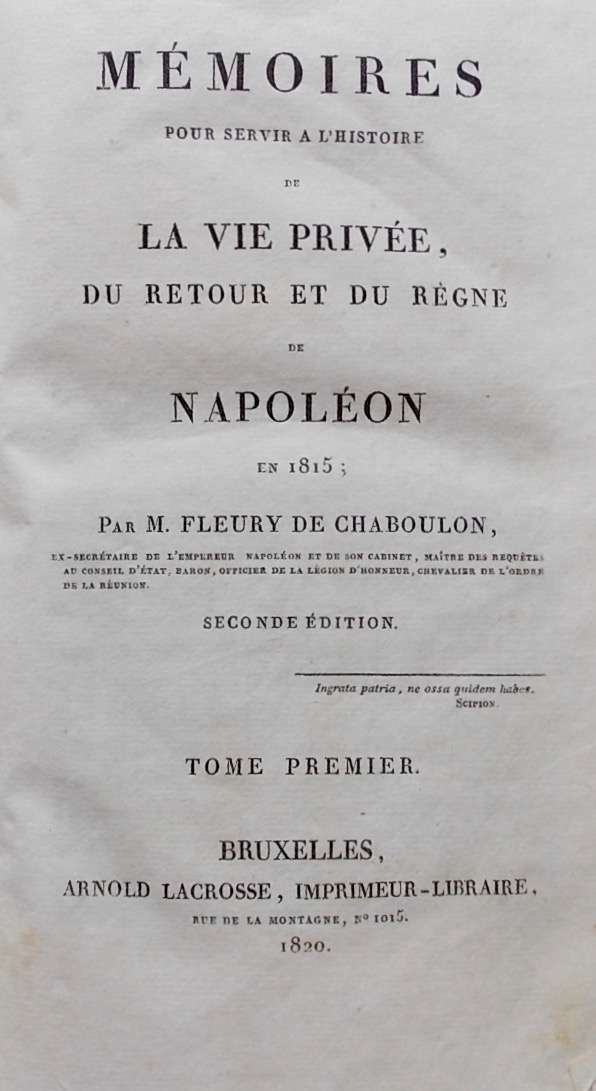 MÉMOIRES
POUR SERVIR A L'HISTOIRE
DE
LA VIE PRIVÉE,
DU RETOUR ET DU RÈGNE
DE
NAPOLÉON
EN 1815 ;
PAR M. FLEURY DE CHABOULON,
EX-SECRÉTAIRE DE L'EMPEREUR NAPOLÉON ET DE SON CABINET, MAÎTRE DES REQUÊTES
AU CONSEIL D'ÉTAT, BARON, OFFICIER DE LA LÉGION D'HONNEUR, CHEVALIER DE L'ORDRE
DE LA RÉUNION.
SECONDE ÉDITION.
Ingrata patria, ne ossa quidem habes.
SCIPION.
TOME PREMIER.
BRUXELLES,
ARNOLD LACROSSE, IMPRIMEUR-LIBRAIRE,
RUE DE LA MONTAGNE, Nº 1015.
1820.